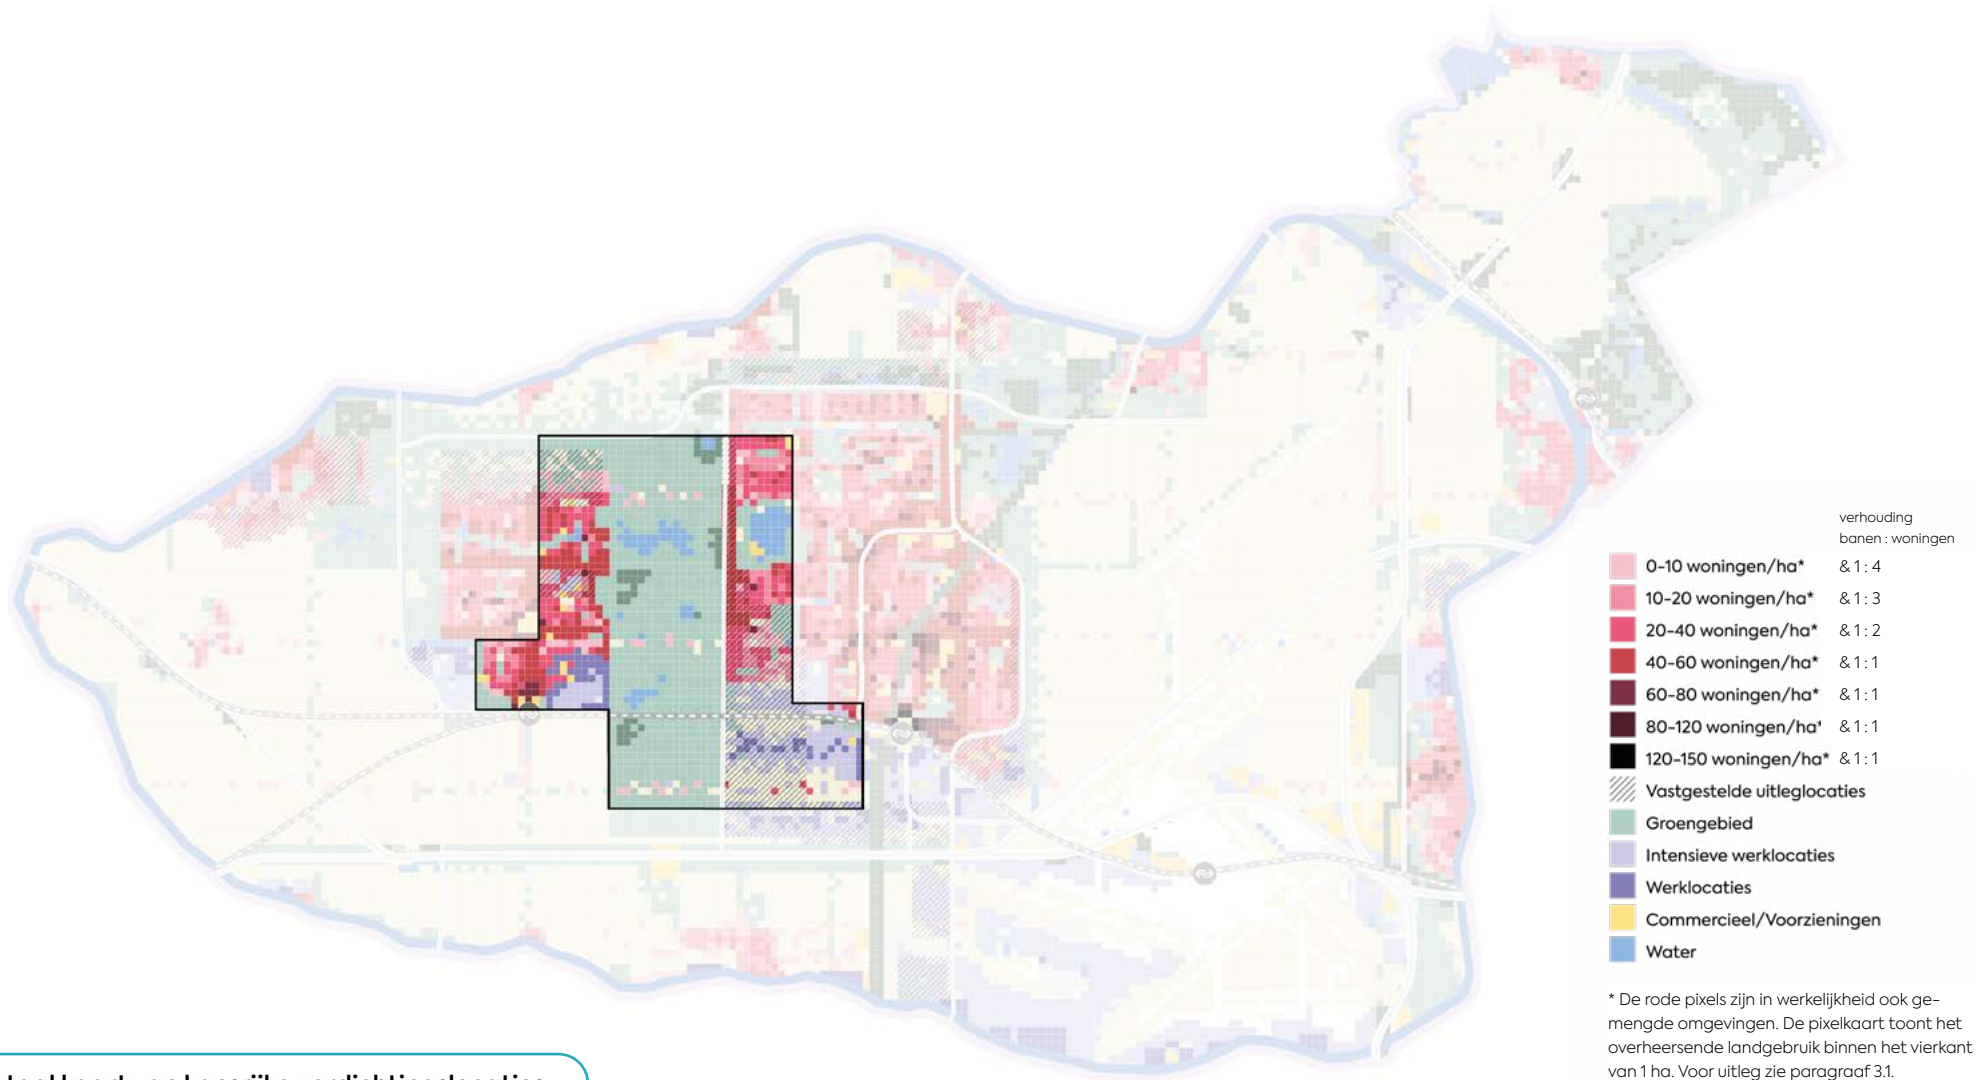 verhouding
banen : woningen
0-10 woningen/ha* & 1 : 4
10-20 woningen/ha* & 1 : 3
20-40 woningen/ha* & 1 : 2
40-60 woningen/ha* & 1 : 1
60-80 woningen/ha* & 1 : 1
80-120 woningen/ha* & 1 : 1
120-150 woningen/ha* & 1 : 1
Vastgestelde uitleglocaties
Groengebied
Intensieve werklocaties
Werklocaties
Commercieel/Voorzieningen
Water
* De rode pixels zijn in werkelijkheid ook ge-
mengde omgevingen. De pixelkaart toont het
overheersende landgebruik binnen het vierkant
van 1 ha. Voor uitleg zie paragraaf 3.1.